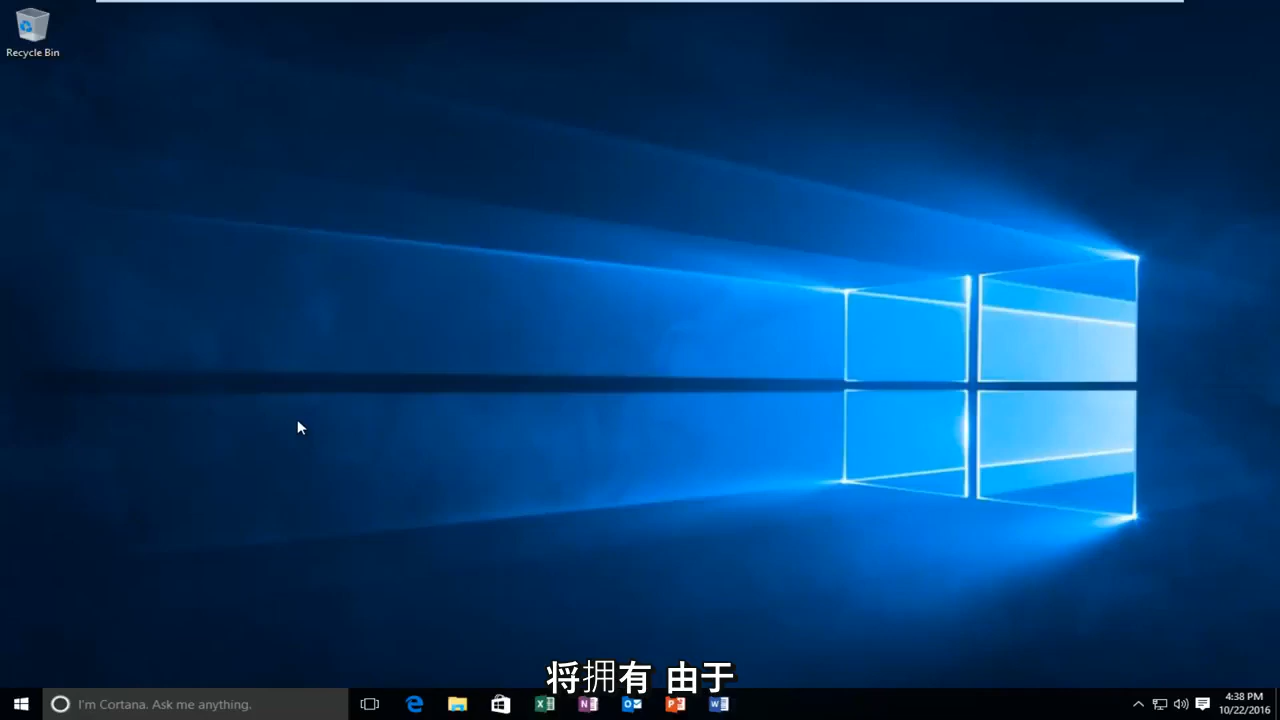 Recycle Bin
将拥有 由于
I'm Cortana. Ask me anything.
4:38 PM
10/22/2016